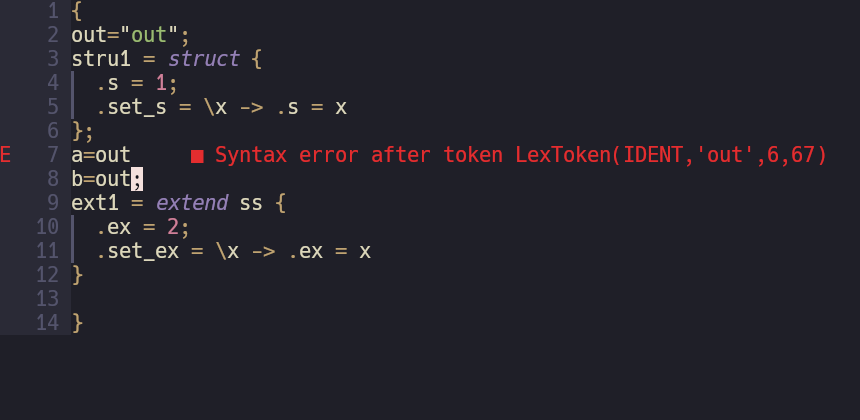 1 {
2 out="out";
3 stru1 = struct {
4 .s = 1;
5 .set_s = \x -> .s = x
6 };
E 7 a=out ■ Syntax error after token LexToken(IDENT,'out',6,67)
8 b=out;
9 ext1 = extend ss {
10 .ex = 2;
11 .set_ex = \x -> .ex = x
12 }
13
14 }